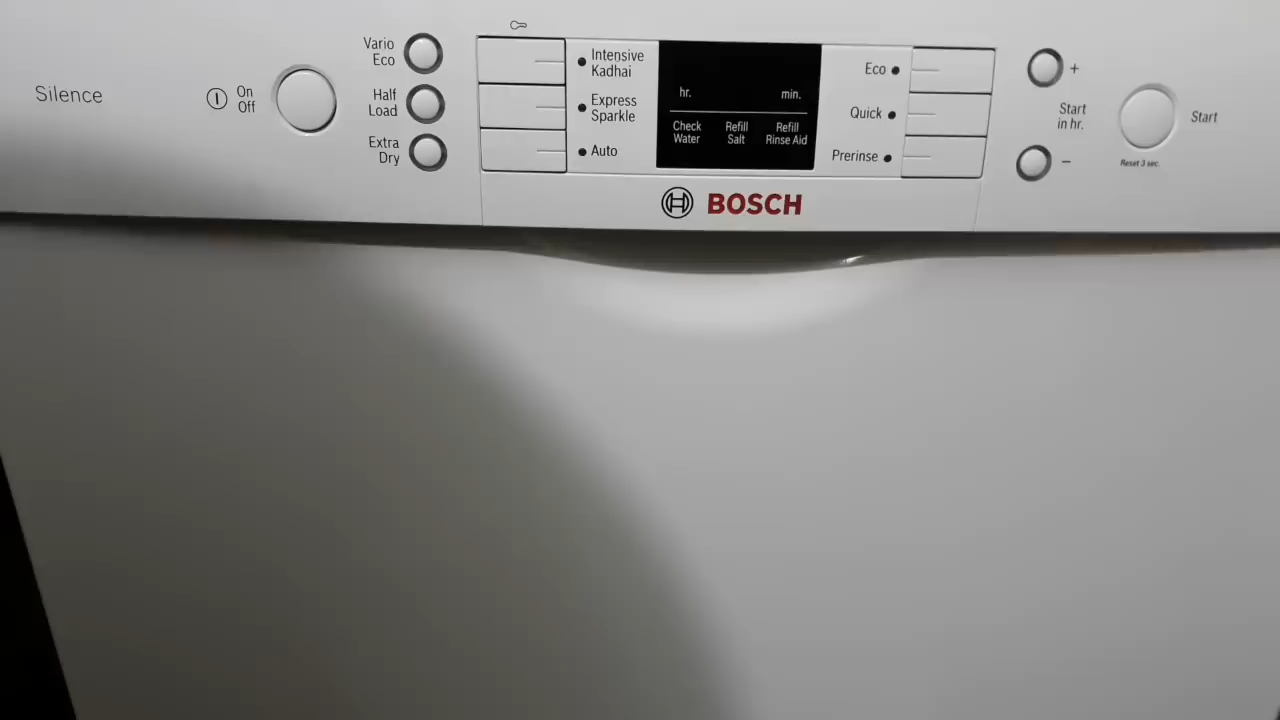 Silence
On
Off
Vario
Eco
Half
Load
Extra
Dry
Intensive
Kadhai
Express
Sparkle
Auto
hr.
min.
Check
Water
Refill
Salt
Refill
Rinse Aid
Eco
Quick
Prerinse
+
Start
in hr.
-
Start
Reset 3 sec.
BOSCH